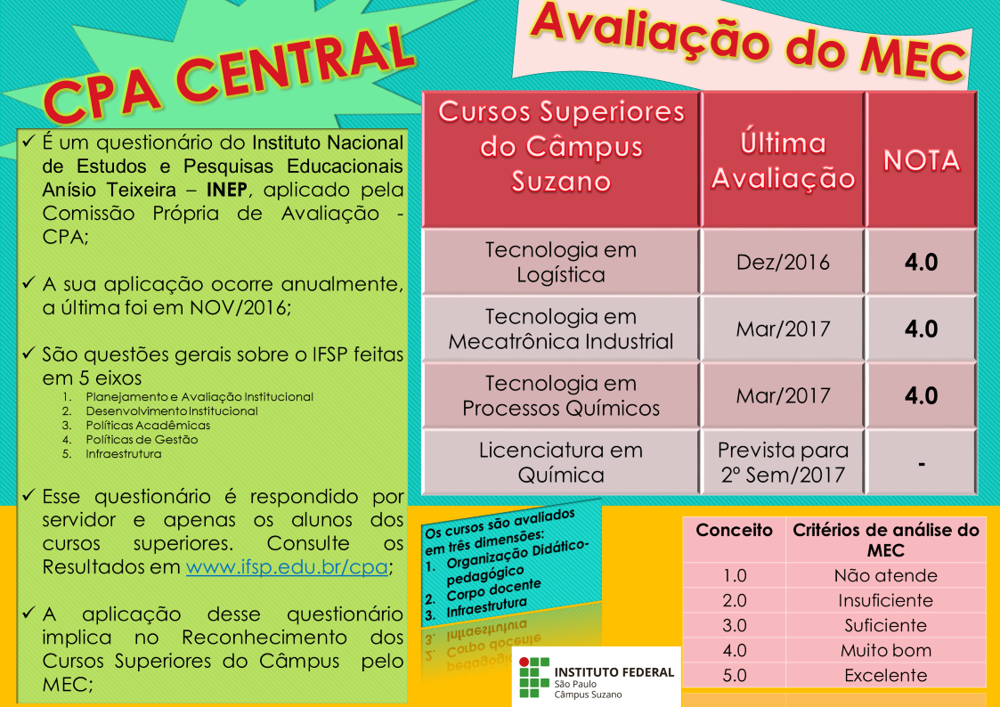 CPA CENTRAL
✓ É um questionário do Instituto Nacional
de Estudos e Pesquisas Educacionais
Anísio Teixeira – INEP, aplicado pela
Comissão Própria de Avaliação -
CPA;
✓ A sua aplicação ocorre anualmente,
a última foi em NOV/2016;
✓ São questões gerais sobre o IFSP feitas
em 5 eixos
1. Planejamento e Avaliação Institucional
2. Desenvolvimento Institucional
3. Políticas Acadêmicas
4. Políticas de Gestão
5. Infraestrutura
✓ Esse questionário é respondido por
servidor e apenas os alunos dos
cursos superiores. Consulte os
Resultados em www.ifsp.edu.br/cpa;
✓ A aplicação desse questionário
implica no Reconhecimento dos
Cursos Superiores do Câmpus pelo
MEC;
Avaliação do MEC
Cursos Superiores
do Câmpus
Suzano
Última
Avaliação
NOTA
Tecnologia em
Logística
Dez/2016
4.0
Tecnologia em
Mecatrônica Industrial
Mar/2017
4.0
Tecnologia em
Processos Químicos
Mar/2017
4.0
Licenciatura em
Química
Prevista para
2º Sem/2017
-
Os cursos são avaliados
em três dimensões:
1. Organização Didático-
pedagógico
2. Corpo docente
3. Infraestrutura
Conceito
Critérios de análise do
MEC
1.0 Não atende
2.0 Insuficiente
3.0 Suficiente
4.0 Muito bom
5.0 Excelente
INSTITUTO FEDERAL
São Paulo
Câmpus Suzano